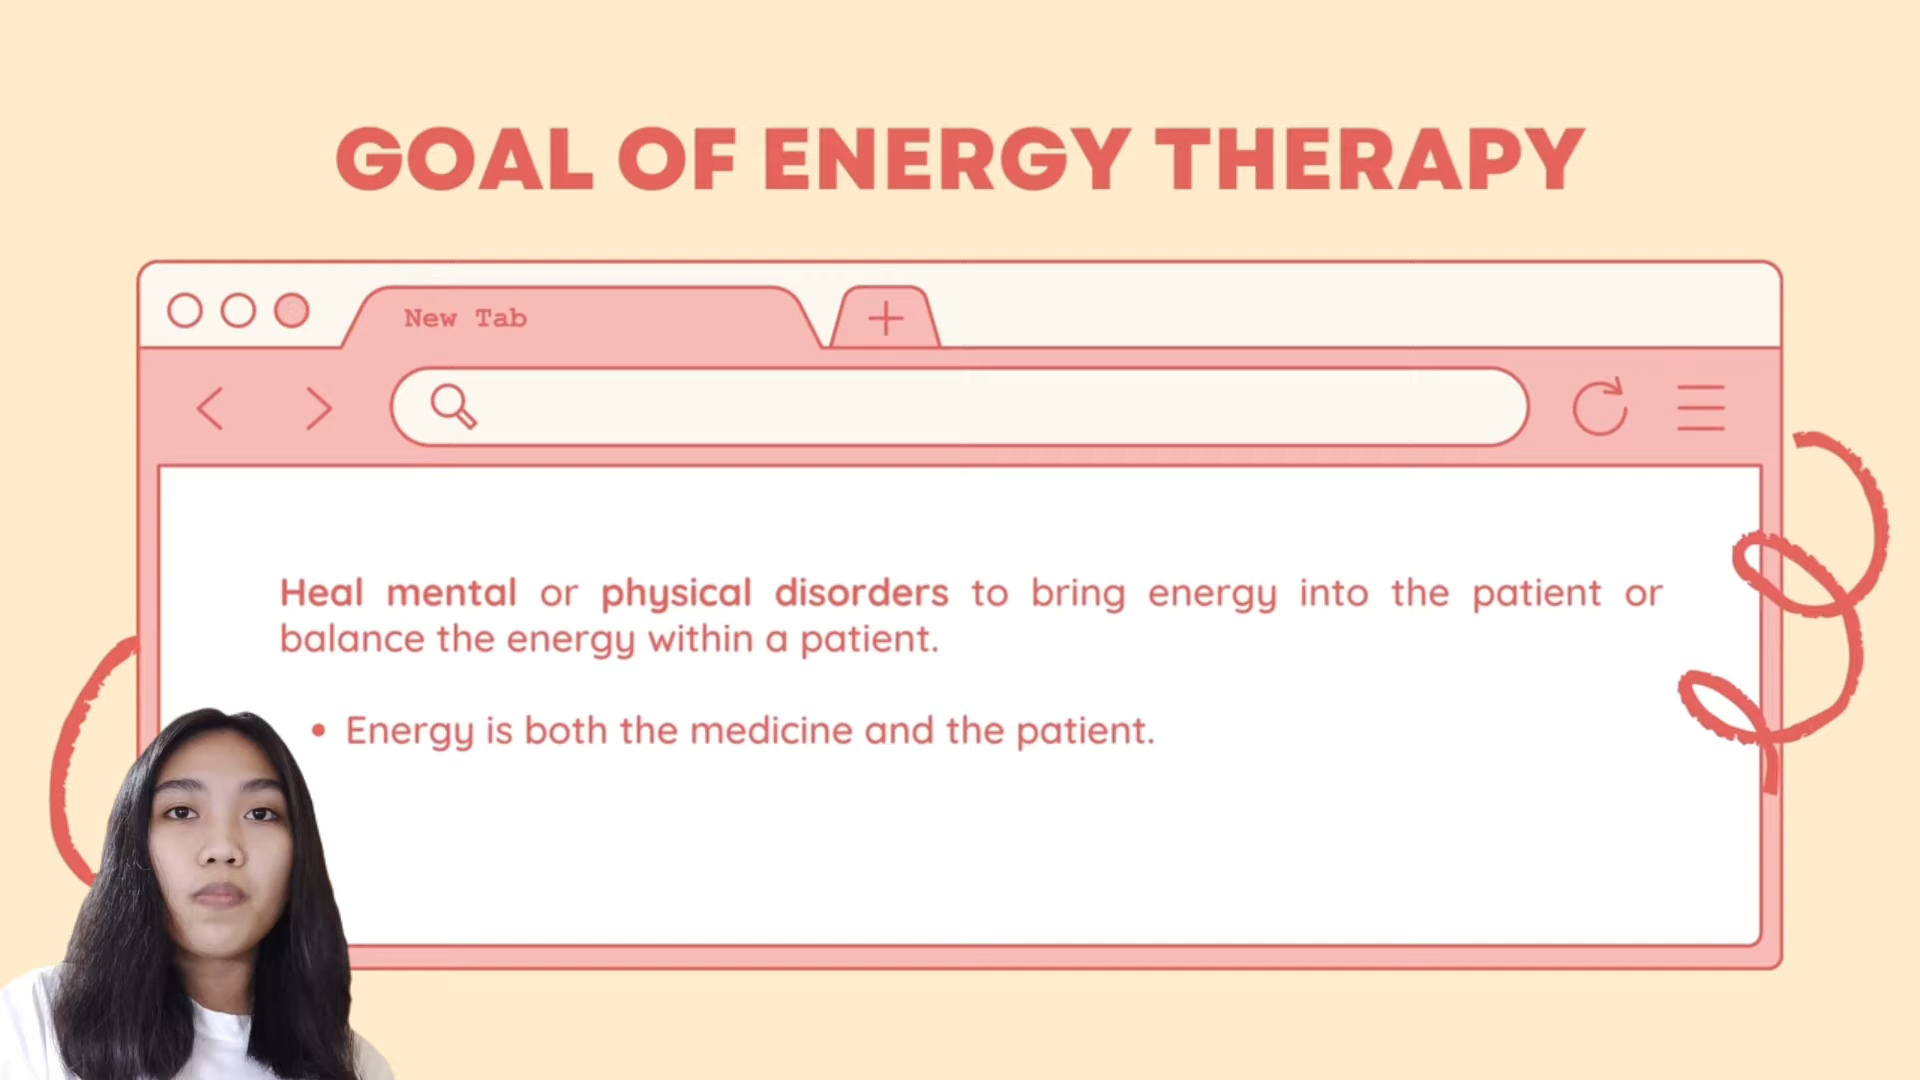 GOAL OF ENERGY THERAPY
New Tab
Heal mental or physical disorders to bring energy into the patient or
balance the energy within a patient.
• Energy is both the medicine and the patient.